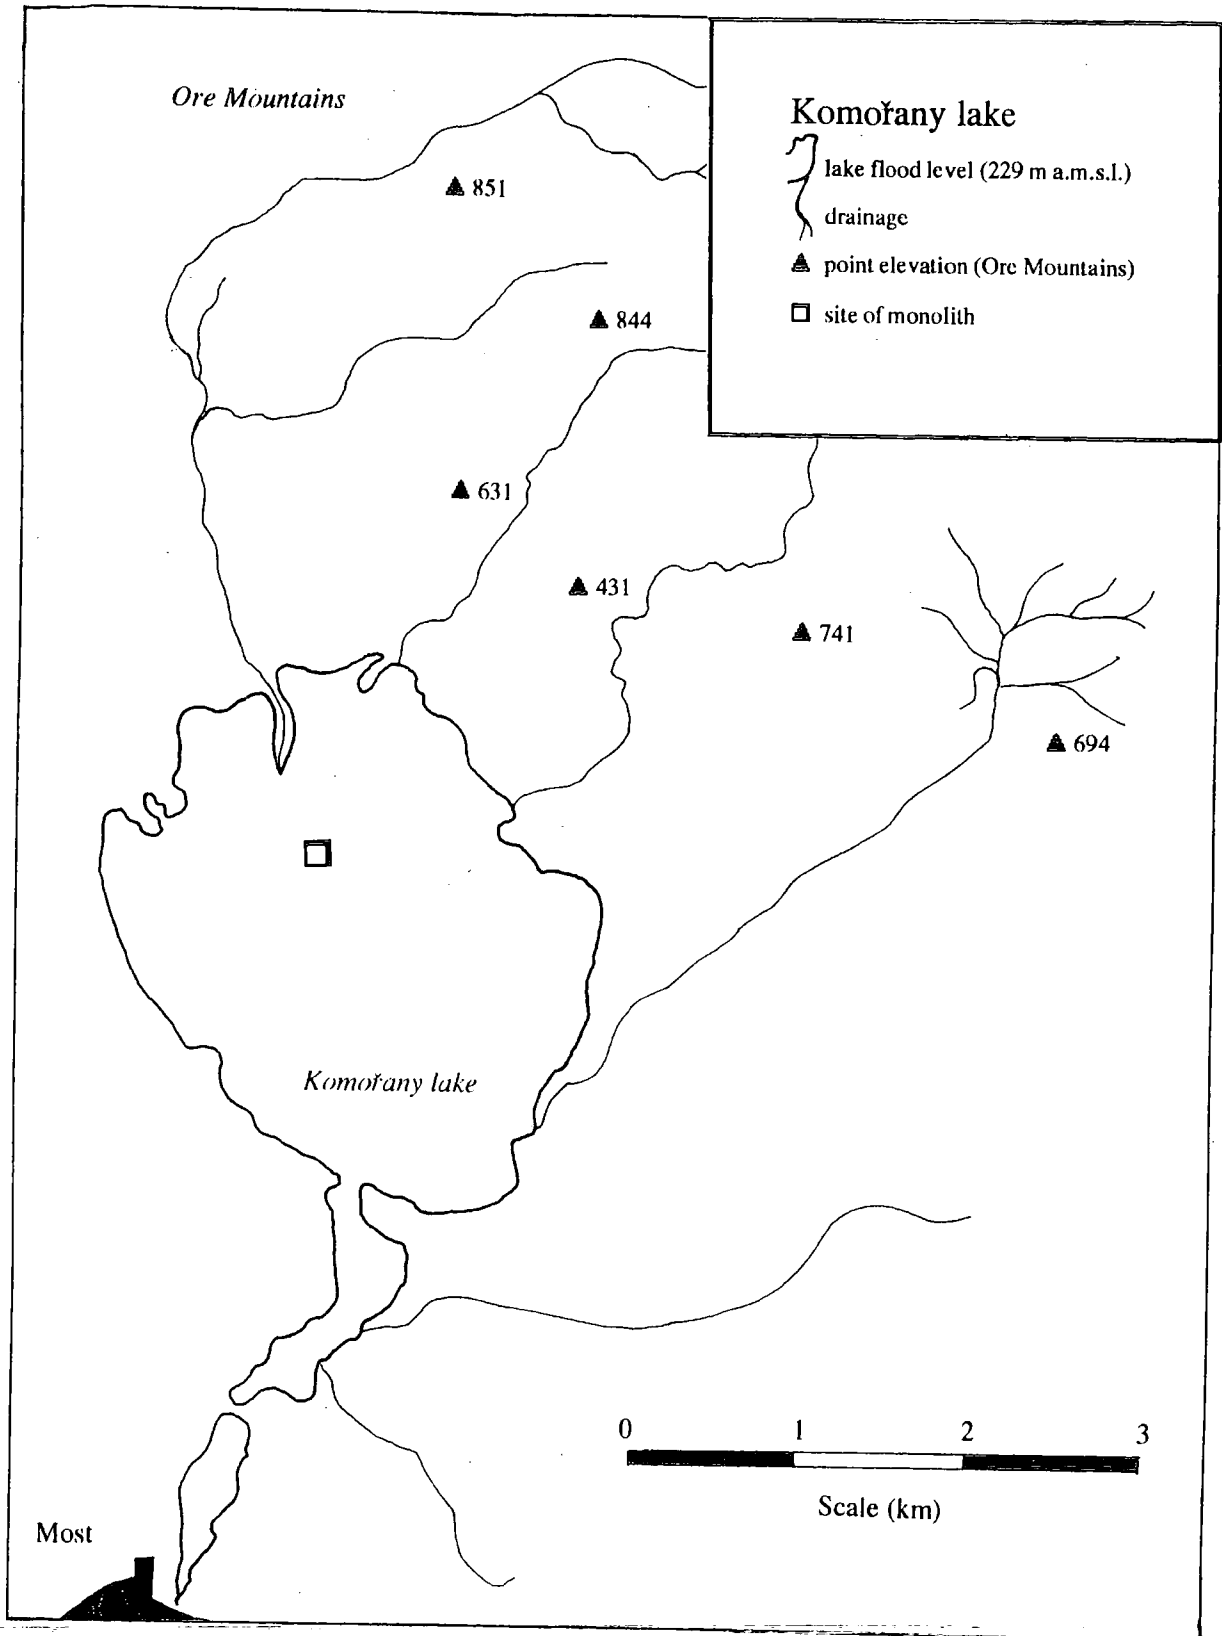 Ore Mountains
Komořany lake
lake flood level (229 m a.m.s.l.)
drainage
point elevation (Ore Mountains)
site of monolith
851
844
631
431
741
694
Komořany lake
0 1 2 3
Scale (km)
Most